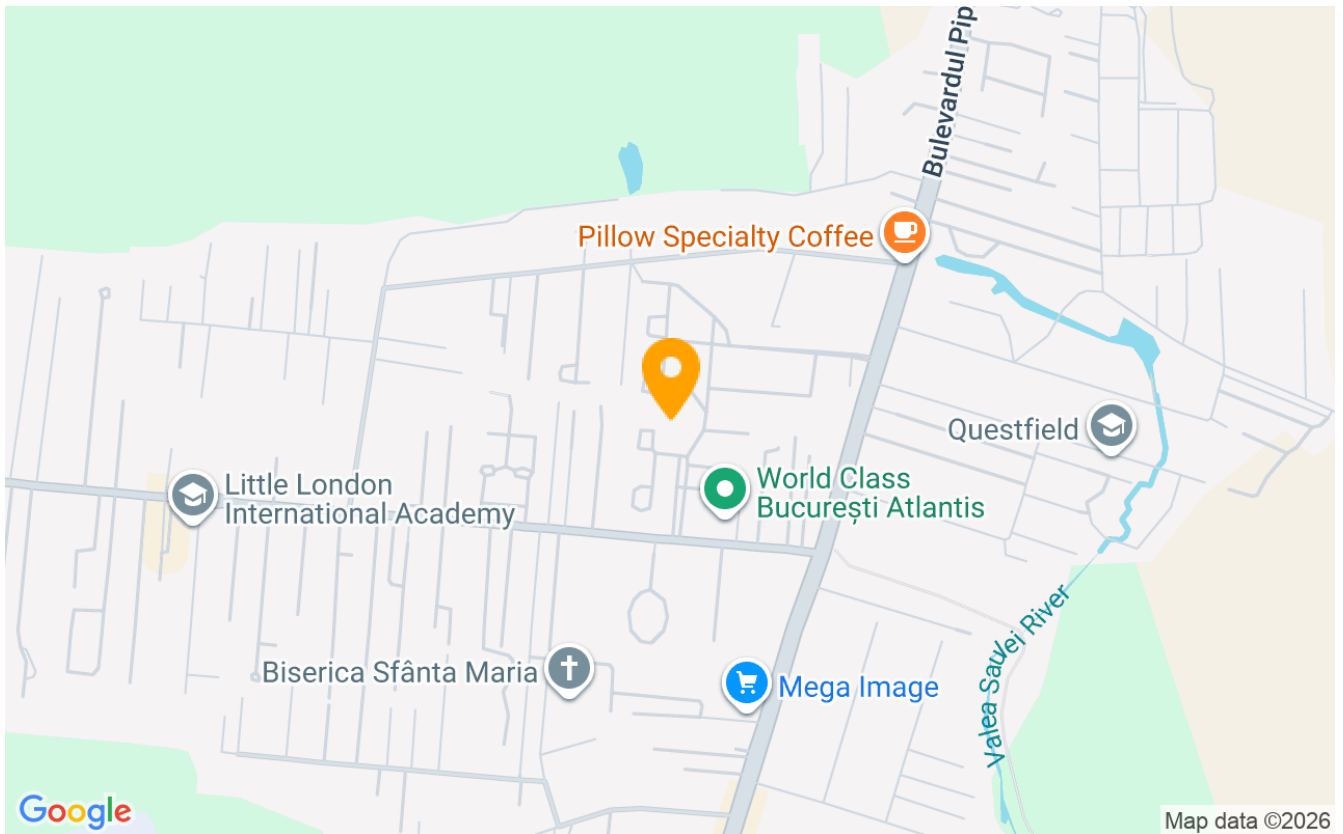 Bulevardul Pip
Pillow Specialty Coffee
Questfield
World Class
București Atlantis
Little London
International Academy
Valea Saulei River
Biserica Sfânta Maria
Mega Image
Google
Map data ©2026